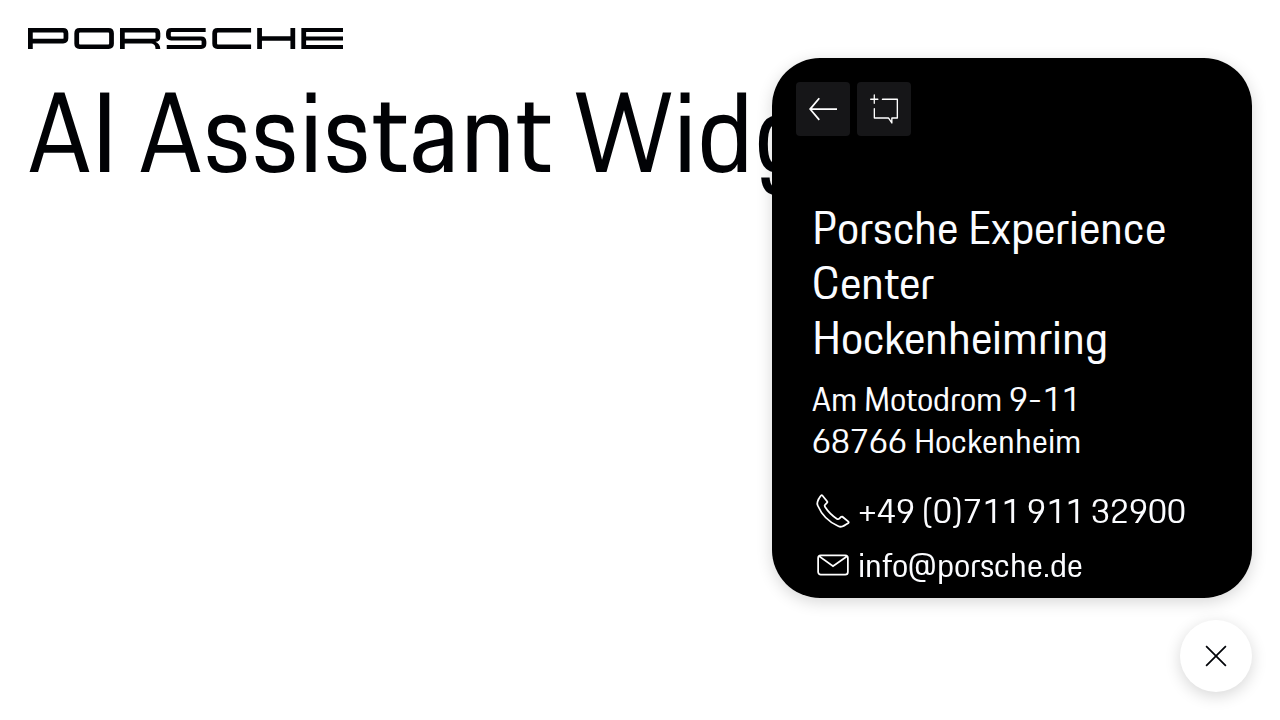 PORSCHE
AI Assistant Widg
Porsche Experience
Center
Hockenheimring
Am Motodrom 9-11
68766 Hockenheim
+49 (0)711 911 32900
info@porsche.de